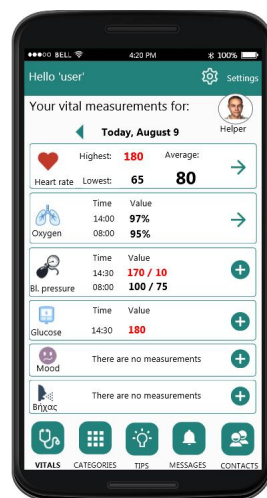 BELL 4:20 PM 100%
Hello 'user' Settings
Your vital measurements for:
Helper
Today, August 9
Highest: 180 Average:
Heart rate Lowest: 65 80
Time Value
14:00 97%
Oxygen 08:00 95%
Time Value
14:30 170 / 10
Bl. pressure 08:00 100 / 75
Time Value
Glucose 14:30 180
Mood There are no measurements
Βήχας There are no measurements
VITALS CATEGORIES TIPS MESSAGES CONTACTS